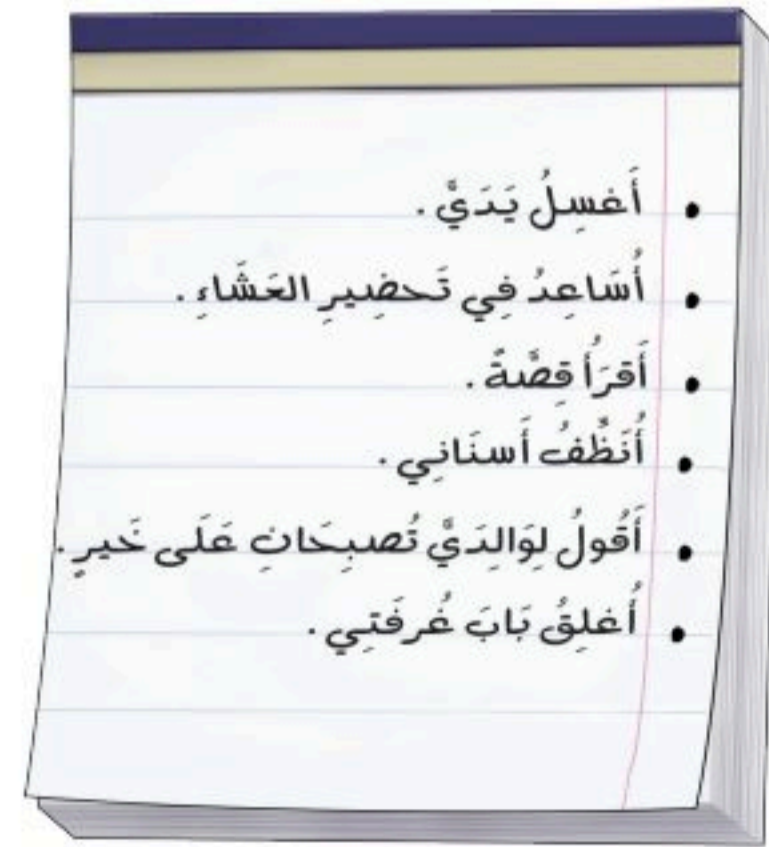 • أَغسِلُ يَدَيَّ .
• أُسَاعِدُ فِي تَحضِيرِ العَشَاءِ .
• أَقرَأُ قِصَّةً .
• أُنَظِّفُ أَسنَانِي .
• أَقُولُ لِوَالِدَيَّ تُصبِحَانِ عَلَى خَيرٍ .
• أُغلِقُ بَابَ غُرفَتِي .